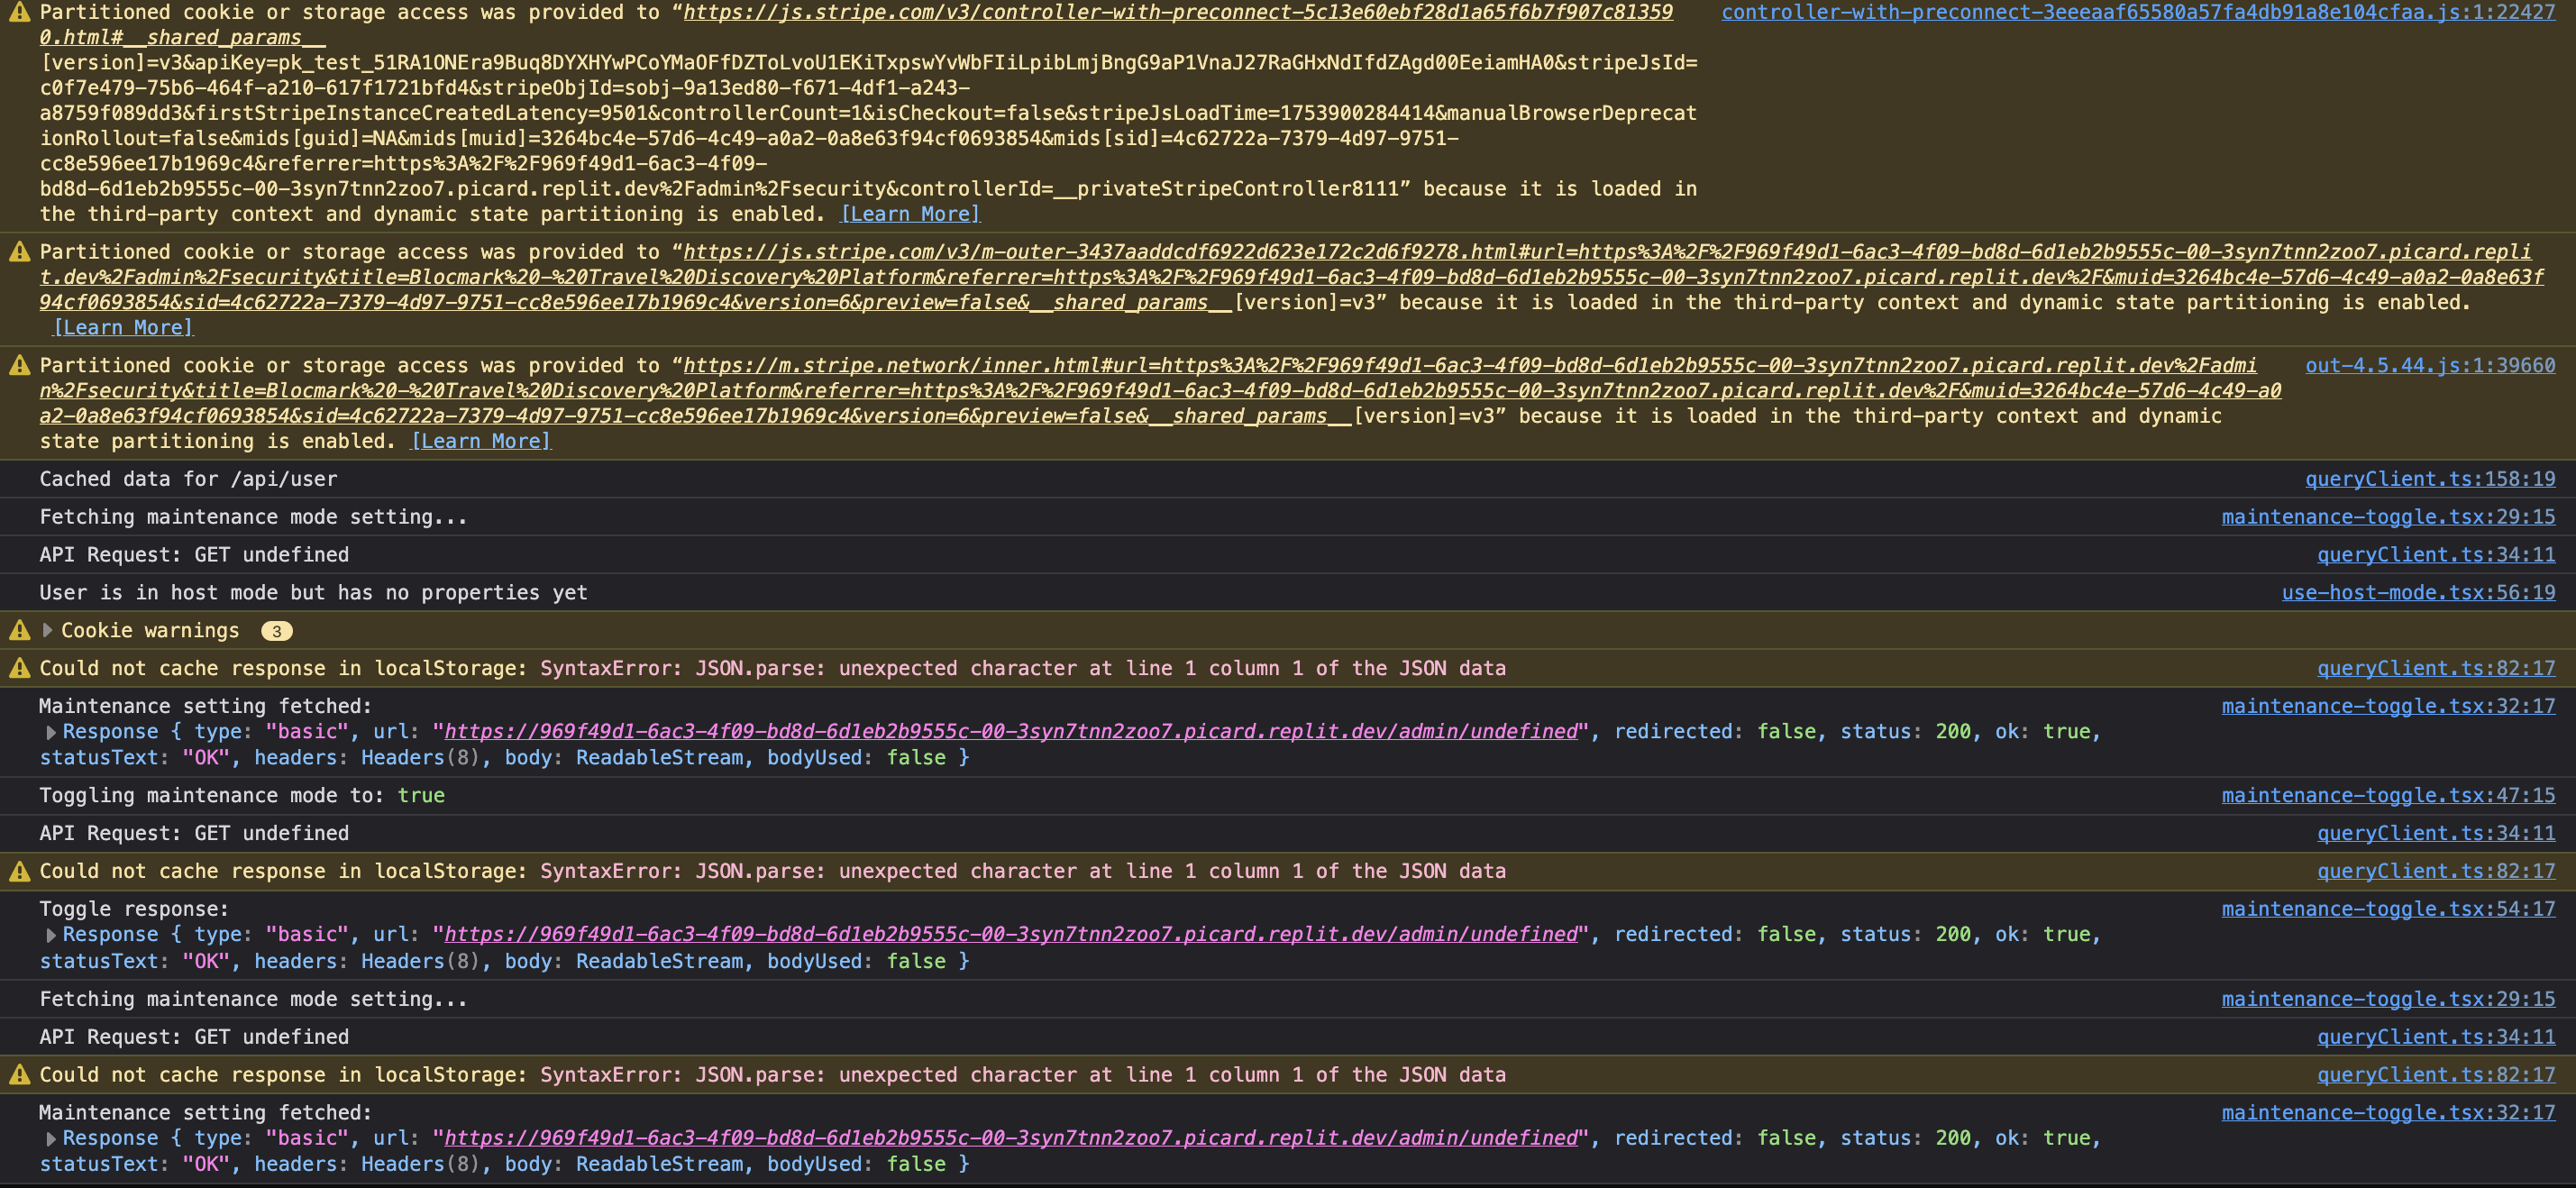 Partitioned cookie or storage access was provided to “https://js.stripe.com/v3/controller-with-preconnect-5c13e60ebf28d1a65f6b7f907c81359 controller-with-preconnect-3eeeaaf65580a57fa4db91a8e104cfaa.js:1:22427
0.html#__shared_params__
[version]=v3&apiKey=pk_test_51RA1ONEra9Buq8DYXHYwPCoYMaOFfDZToLvoU1EKiTxpswYvWbFIiLpibLmjBngG9aP1VnaJ27RaGHxNdIfdZAgd00EeiamHA0&stripeJsId=
c0f7e479-75b6-464f-a210-617f1721bfd4&stripeObjId=sobj-9a13ed80-f671-4df1-a243-
a8759f089dd3&firstStripeInstanceCreatedLatency=9501&controllerCount=1&isCheckout=false&stripeJsLoadTime=1753900284414&manualBrowserDeprecat
ionRollout=false&mids[guid]=NA&mids[muid]=3264bc4e-57d6-4c49-a0a2-0a8e63f94cf0693854&mids[sid]=4c62722a-7379-4d97-9751-
cc8e596ee17b1969c4&referrer=https%3A%2F%2F969f49d1-6ac3-4f09-
bd8d-6d1eb2b9555c-00-3syn7tnn2zoo7.picard.replit.dev%2Fadmin%2Fsecurity&controllerId=__privateStripeController8111” because it is loaded in
the third-party context and dynamic state partitioning is enabled. [Learn More]
Partitioned cookie or storage access was provided to “https://js.stripe.com/v3/m-outer-3437aaddcdf6922d623e172c2d6f9278.html#url=https%3A%2F%2F969f49d1-6ac3-4f09-bd8d-6d1eb2b9555c-00-3syn7tnn2zoo7.picard.repli
t.dev%2Fadmin%2Fsecurity&title=Blocmark%20-%20Travel%20Discovery%20Platform&referrer=https%3A%2F%2F969f49d1-6ac3-4f09-bd8d-6d1eb2b9555c-00-3syn7tnn2zoo7.picard.replit.dev%2F&muid=3264bc4e-57d6-4c49-a0a2-0a8e63f
94cf0693854&sid=4c62722a-7379-4d97-9751-cc8e596ee17b1969c4&version=6&preview=false&__shared_params__[version]=v3” because it is loaded in the third-party context and dynamic state partitioning is enabled.
[Learn More]
Partitioned cookie or storage access was provided to “https://m.stripe.network/inner.html#url=https%3A%2F%2F969f49d1-6ac3-4f09-bd8d-6d1eb2b9555c-00-3syn7tnn2zoo7.picard.replit.dev%2Fadmi out-4.5.44.js:1:39660
n%2Fsecurity&title=Blocmark%20-%20Travel%20Discovery%20Platform&referrer=https%3A%2F%2F969f49d1-6ac3-4f09-bd8d-6d1eb2b9555c-00-3syn7tnn2zoo7.picard.replit.dev%2F&muid=3264bc4e-57d6-4c49-a0
a2-0a8e63f94cf0693854&sid=4c62722a-7379-4d97-9751-cc8e596ee17b1969c4&version=6&preview=false&__shared_params__[version]=v3” because it is loaded in the third-party context and dynamic
state partitioning is enabled. [Learn More]
Cached data for /api/user queryClient.ts:158:19
Fetching maintenance mode setting... maintenance-toggle.tsx:29:15
API Request: GET undefined queryClient.ts:34:11
User is in host mode but has no properties yet use-host-mode.tsx:56:19
Cookie warnings 3
Could not cache response in localStorage: SyntaxError: JSON.parse: unexpected character at line 1 column 1 of the JSON data queryClient.ts:82:17
Maintenance setting fetched: maintenance-toggle.tsx:32:17
Response { type: "basic", url: "https://969f49d1-6ac3-4f09-bd8d-6d1eb2b9555c-00-3syn7tnn2zoo7.picard.replit.dev/admin/undefined", redirected: false, status: 200, ok: true,
statusText: "OK", headers: Headers(8), body: ReadableStream, bodyUsed: false }
Toggling maintenance mode to: true maintenance-toggle.tsx:47:15
API Request: GET undefined queryClient.ts:34:11
Could not cache response in localStorage: SyntaxError: JSON.parse: unexpected character at line 1 column 1 of the JSON data queryClient.ts:82:17
Toggle response: maintenance-toggle.tsx:54:17
Response { type: "basic", url: "https://969f49d1-6ac3-4f09-bd8d-6d1eb2b9555c-00-3syn7tnn2zoo7.picard.replit.dev/admin/undefined", redirected: false, status: 200, ok: true,
statusText: "OK", headers: Headers(8), body: ReadableStream, bodyUsed: false }
Fetching maintenance mode setting... maintenance-toggle.tsx:29:15
API Request: GET undefined queryClient.ts:34:11
Could not cache response in localStorage: SyntaxError: JSON.parse: unexpected character at line 1 column 1 of the JSON data queryClient.ts:82:17
Maintenance setting fetched: maintenance-toggle.tsx:32:17
Response { type: "basic", url: "https://969f49d1-6ac3-4f09-bd8d-6d1eb2b9555c-00-3syn7tnn2zoo7.picard.replit.dev/admin/undefined", redirected: false, status: 200, ok: true,
statusText: "OK", headers: Headers(8), body: ReadableStream, bodyUsed: false }